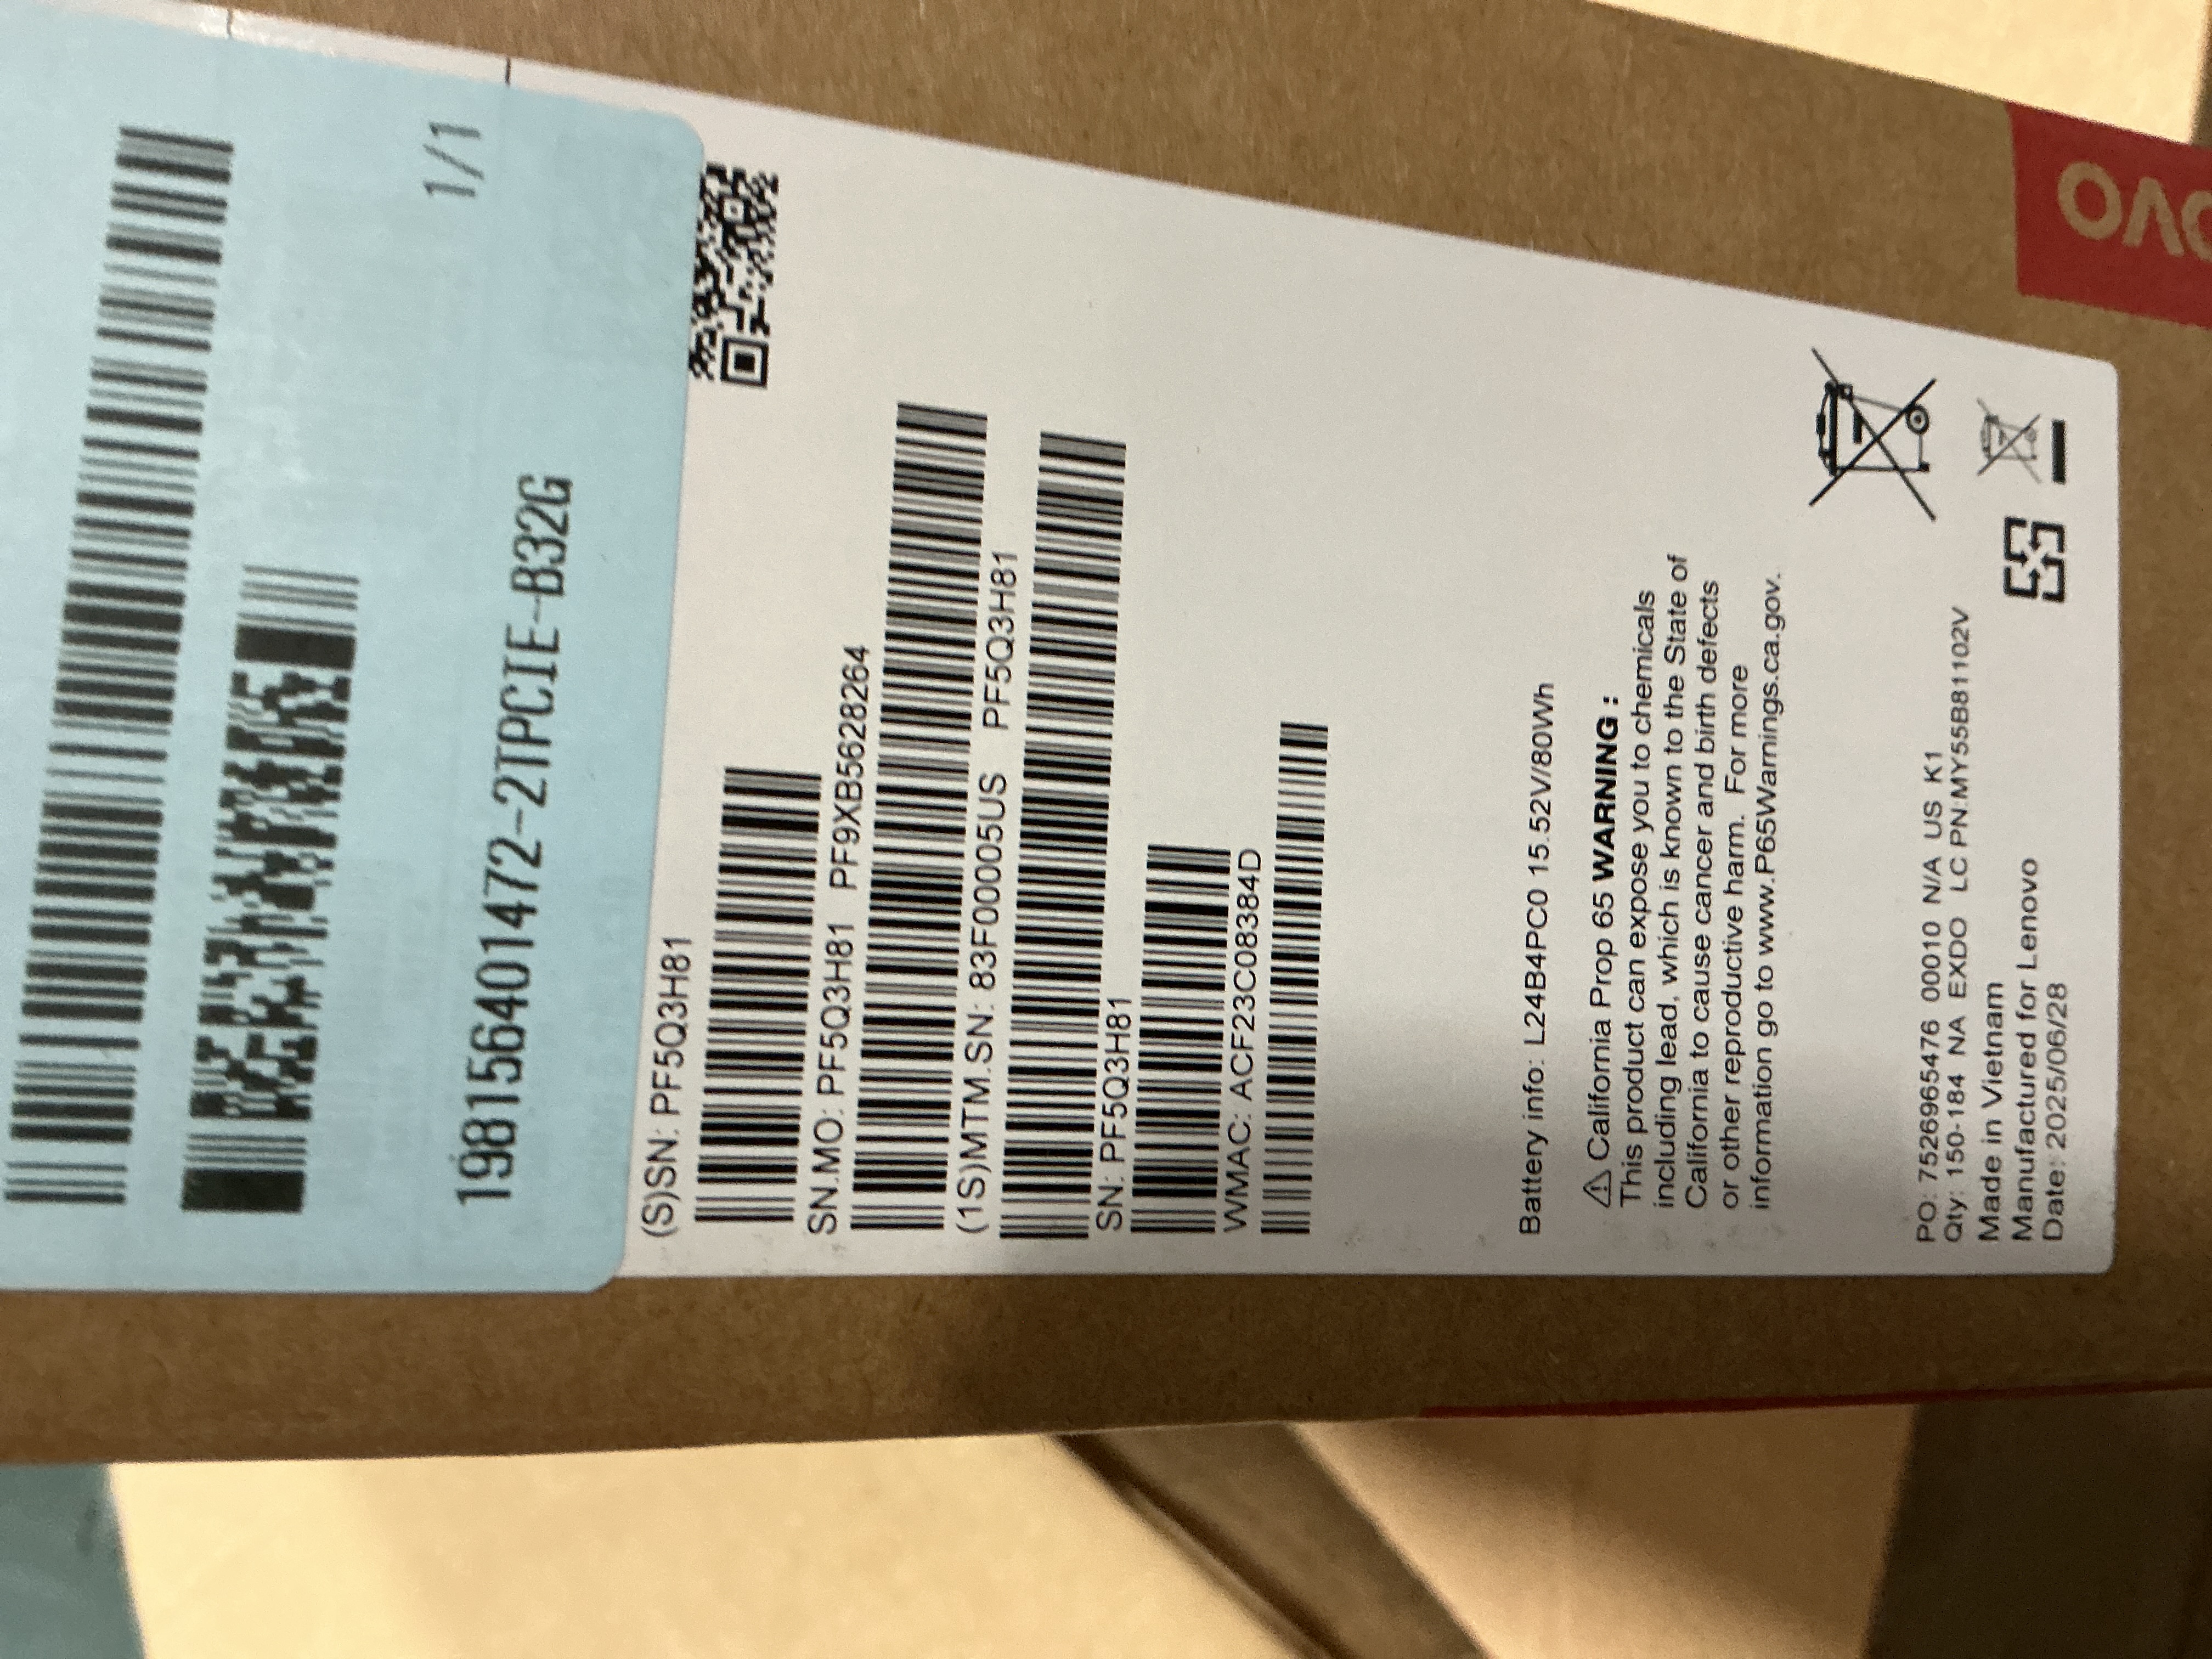 1/1
198156401472-2TPCIE-B32G
(S)SN: PF5Q3H81
SN.MO: PF5Q3H81 PF9XB5628264
(1S)MTM.SN: 83F00005US PF5Q3H81
SN: PF5Q3H81
WMAC: ACF23C08384D
Battery info: L24B4PC0 15.52V/80Wh
⚠ California Prop 65 WARNING :
This product can expose you to chemicals
including lead, which is known to the State of
California to cause cancer and birth defects
or other reproductive harm. For more
information go to www.P65Warnings.ca.gov.
PO: 7526965476 00010 N/A US K1
Qty: 150-184 NA EXDO LC PN:MY55B81102V
Made in Vietnam
Manufactured for Lenovo
Date: 2025/06/28